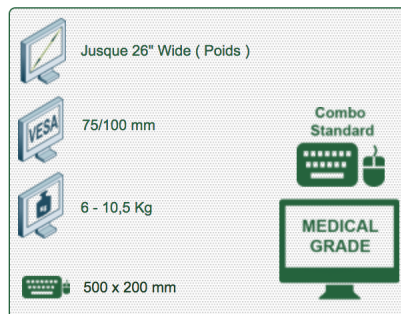 Jusque 26" Wide ( Poids )
VESA
75/100 mm
Combo
Standard
KG
6 - 10,5 Kg
MEDICAL
GRADE
500 x 200 mm